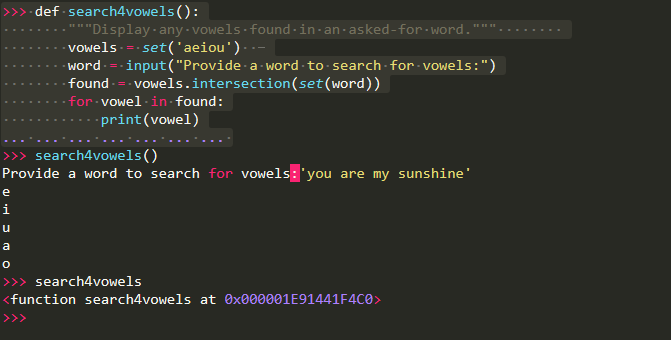 >>> def search4vowels():
        """Display any vowels found in an asked-for word."""
        vowels = set('aeiou')
        word = input("Provide a word to search for vowels:")
        found = vowels.intersection(set(word))
        for vowel in found:
            print(vowel)
... ... ... ... ... ... ...
>>> search4vowels()
Provide a word to search for vowels:'you are my sunshine'
e
i
u
a
o
>>> search4vowels
<function search4vowels at 0x000001E91441F4C0>
>>>